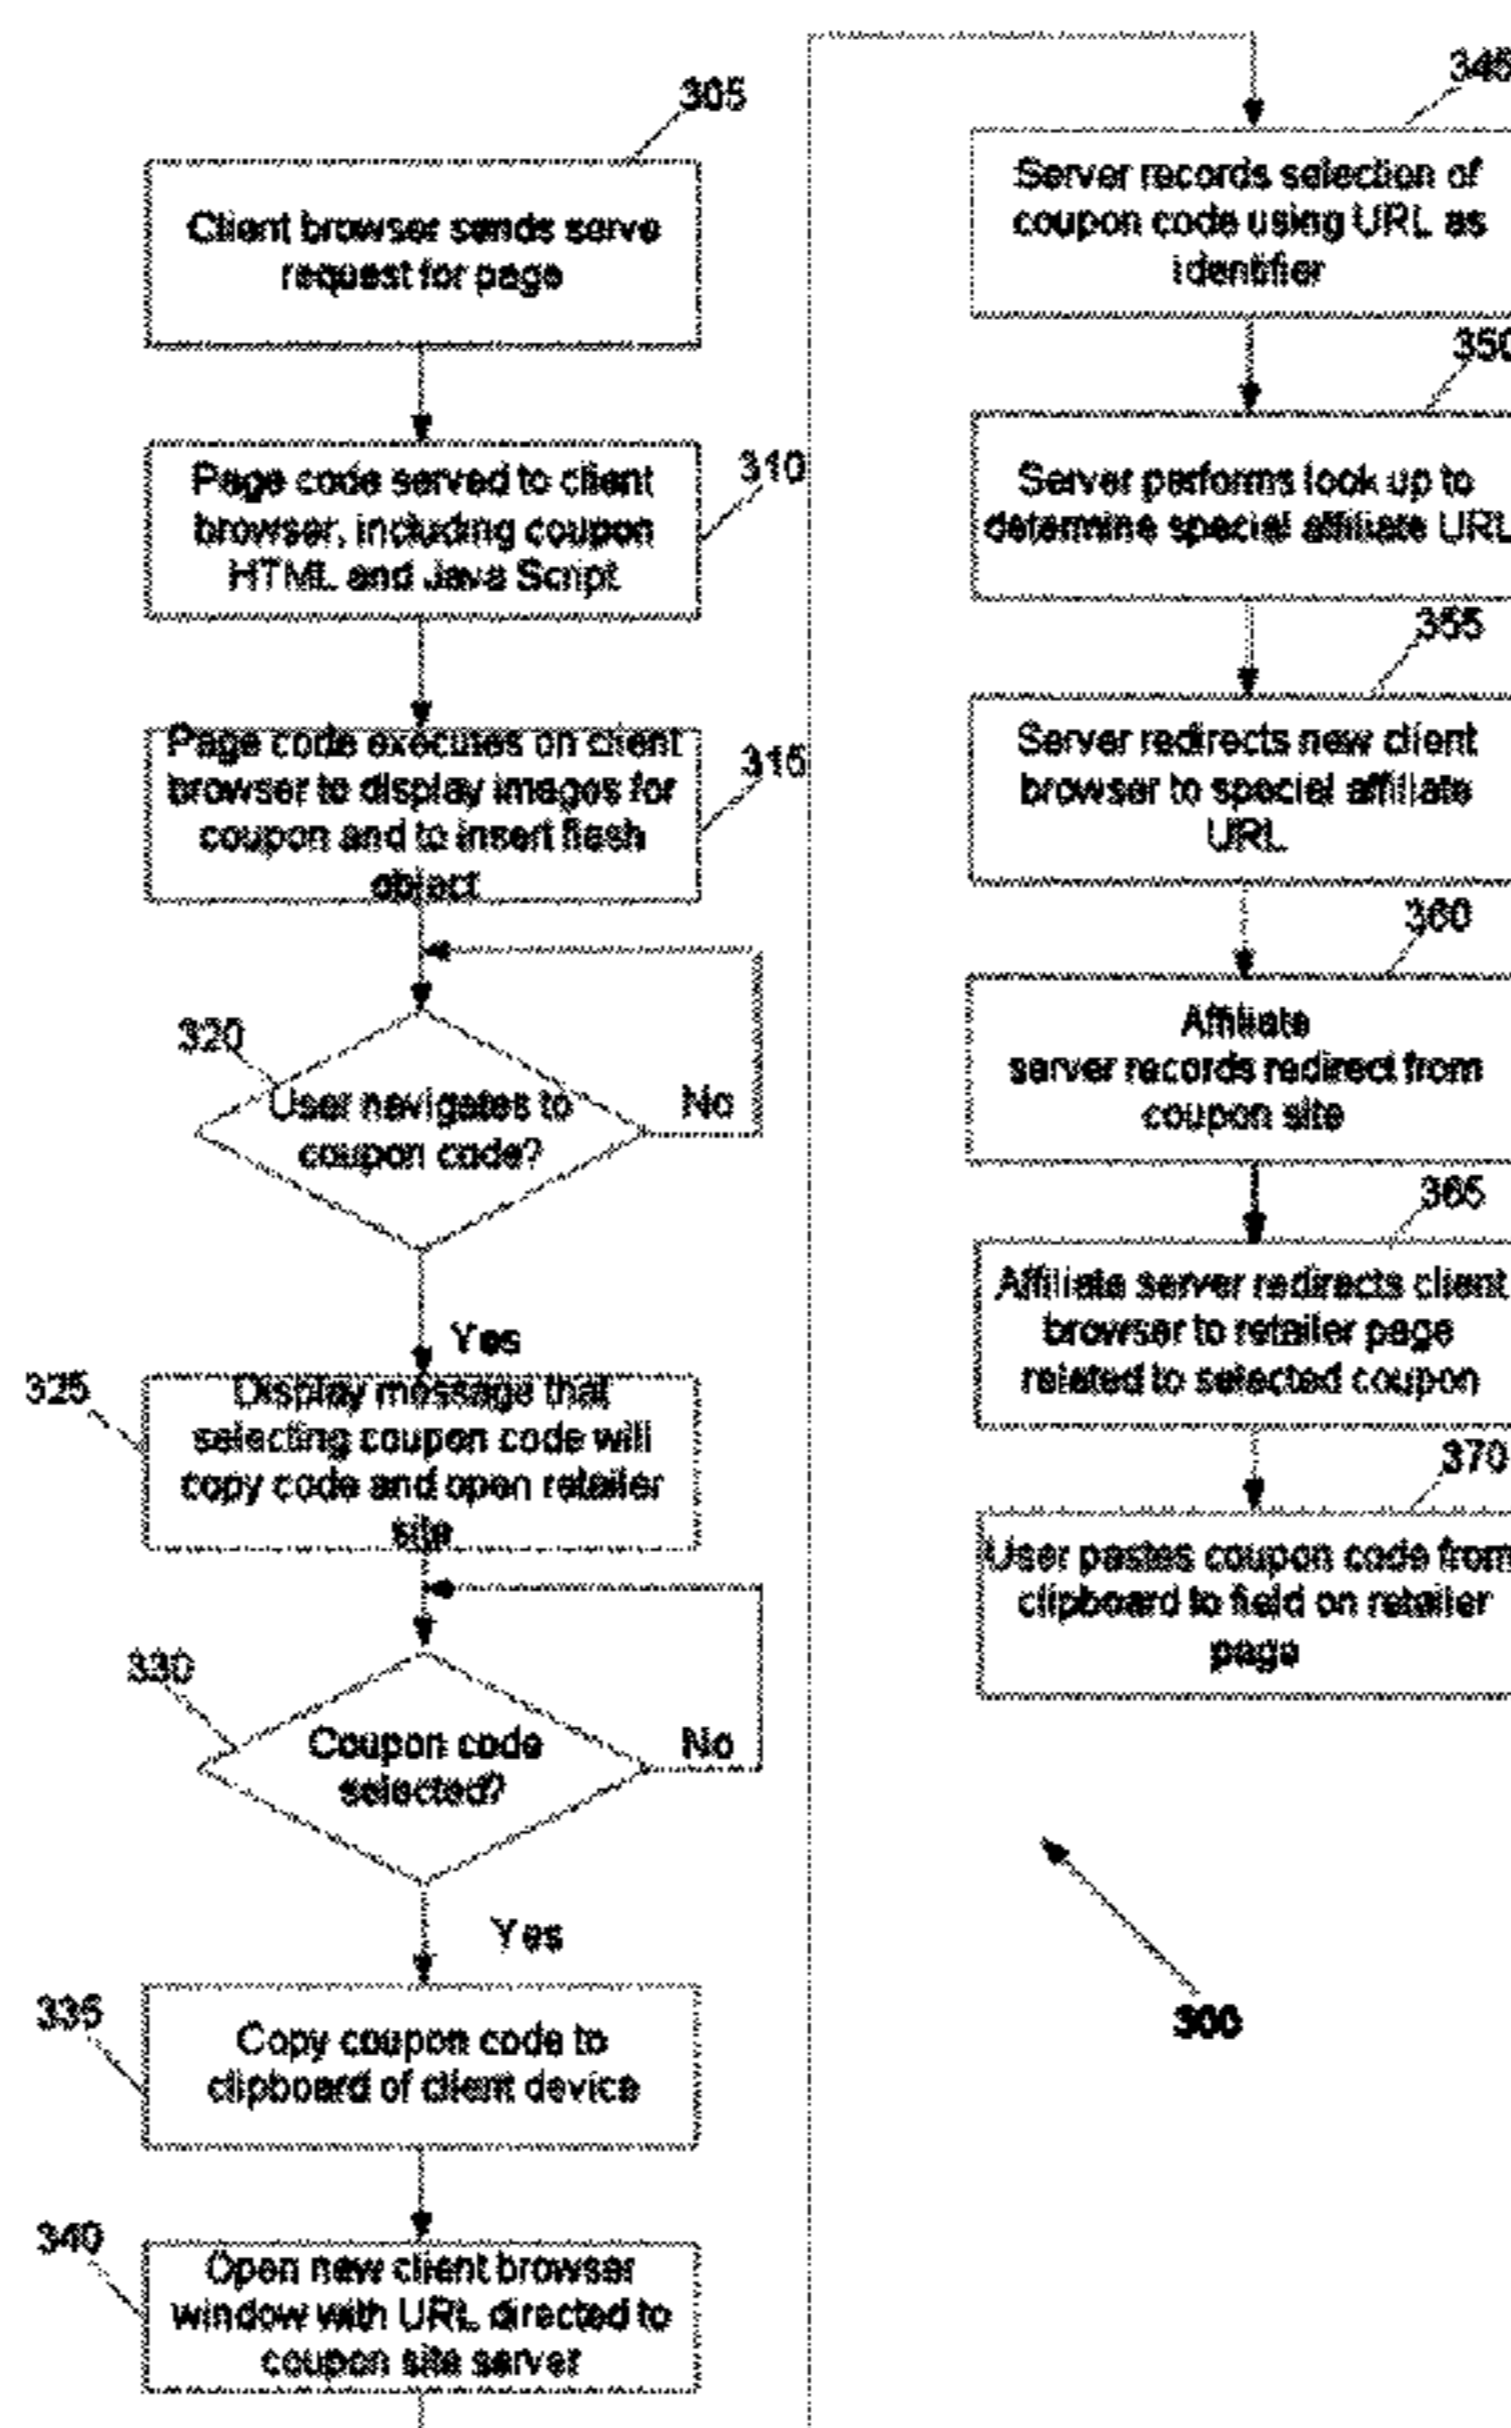 305
Client browser sends serve
request for page
310
Page code served to client
browser, including coupon
HTML and Java Script
315
Page code executes on client
browser to display images for
coupon and to insert flash
object
320
User navigates to
coupon code?
No
Yes
325
Display message that
selecting coupon code will
copy code and open retailer
site
330
Coupon code
selected?
No
Yes
335
Copy coupon code to
clipboard of client device
340
Open new client browser
window with URL directed to
coupon site server
345
Server records selection of
coupon code using URL as
identifier
350
Server performs look up to
determine special affiliate URL
355
Server redirects new client
browser to special affiliate
URL
360
Affiliate
server records redirect from
coupon site
365
Affiliate server redirects client
browser to retailer page
related to selected coupon
370
User pastes coupon code from
clipboard to field on retailer
page
300